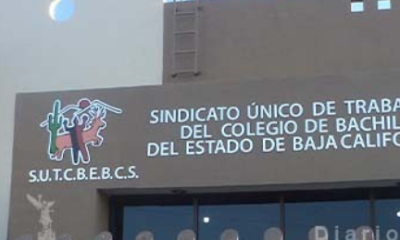 SINDICATO ÚNICO DE TRABA
DEL COLEGIO DE BACHIL
DEL ESTADO DE BAJA CALIFO
S.U.T.C.B.E.B.C.S.
Diario